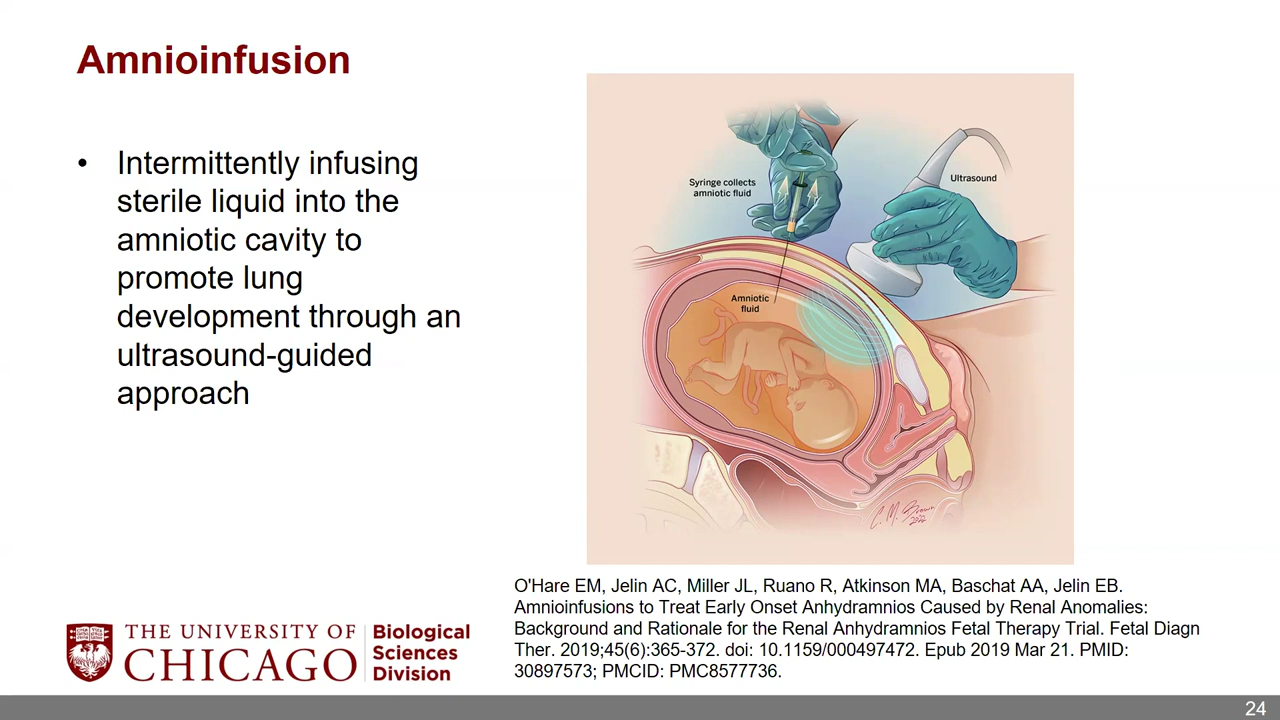 Amnioinfusion
• Intermittently infusing
sterile liquid into the
amniotic cavity to
promote lung
development through an
ultrasound-guided
approach
Syringe collects
amniotic fluid
Ultrasound
Amniotic
fluid
C. M. Brown
2022
O'Hare EM, Jelin AC, Miller JL, Ruano R, Atkinson MA, Baschat AA, Jelin EB.
Amnioinfusions to Treat Early Onset Anhydramnios Caused by Renal Anomalies:
Background and Rationale for the Renal Anhydramnios Fetal Therapy Trial. Fetal Diagn
Ther. 2019;45(6):365-372. doi: 10.1159/000497472. Epub 2019 Mar 21. PMID:
30897573; PMCID: PMC8577736.
THE UNIVERSITY OF
CHICAGO
Biological
Sciences
Division
24